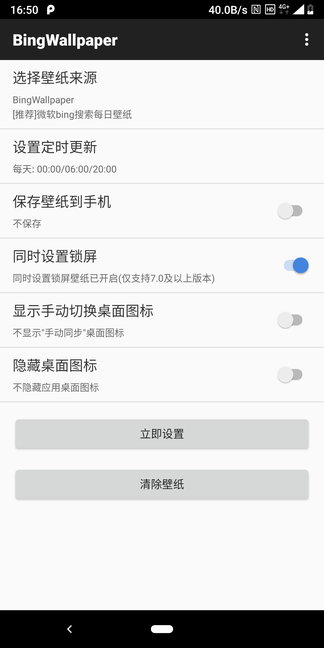 16:50 40.0B/s N HD 4G+
BingWallpaper
选择壁纸来源
BingWallpaper
[推荐]微软bing搜索每日壁纸
设置定时更新
每天: 00:00/06:00/20:00
保存壁纸到手机
不保存
同时设置锁屏
同时设置锁屏壁纸已开启(仅支持7.0及以上版本)
显示手动切换桌面图标
不显示"手动同步"桌面图标
隐藏桌面图标
不隐藏应用桌面图标
立即设置
清除壁纸